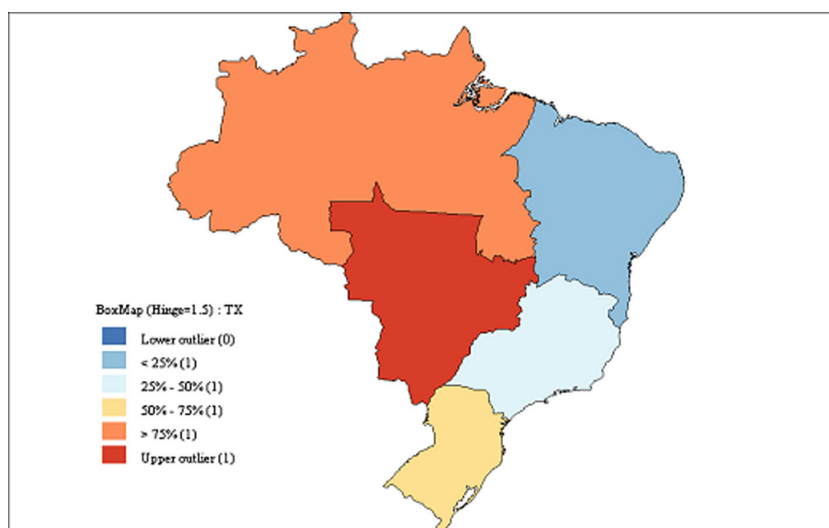 BoxMap (Hinge=1.5) : TX
Lower outlier (0)
< 25% (1)
25% - 50% (1)
50% - 75% (1)
> 75% (1)
Upper outlier (1)